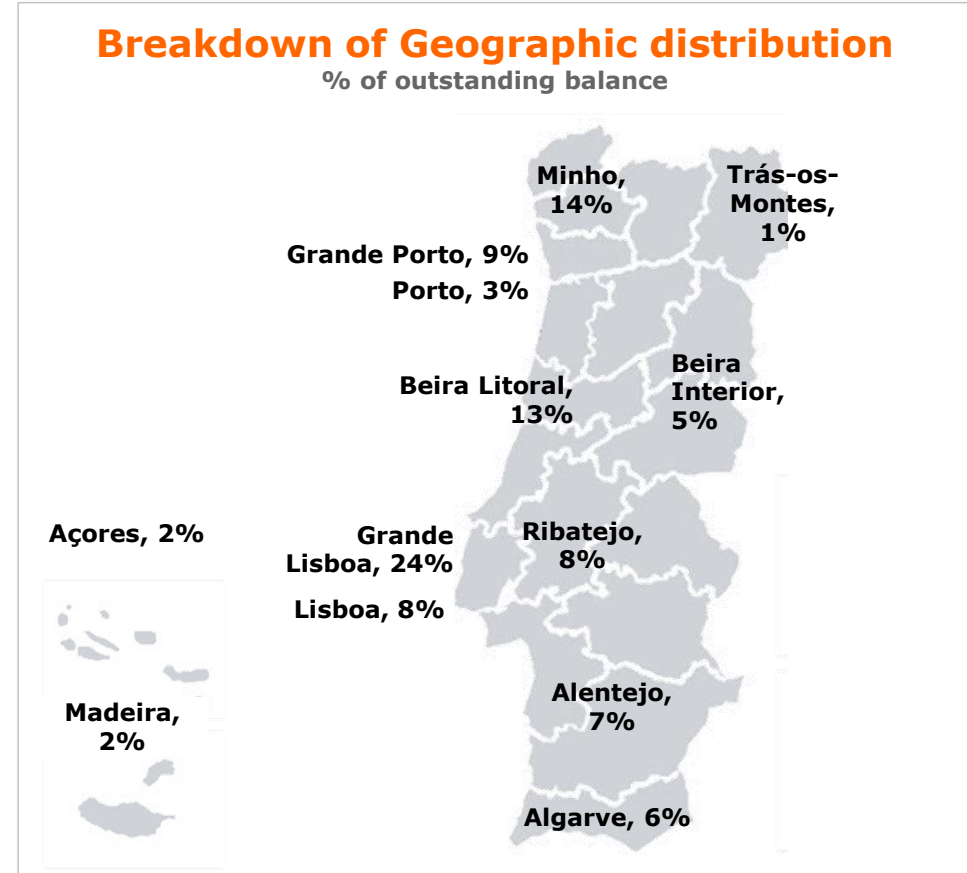 Breakdown of Geographic distribution
% of outstanding balance
Minho,
14%
Trás-os-
Montes,
1%
Grande Porto, 9%
Porto, 3%
Beira Litoral,
13%
Beira
Interior,
5%
Açores, 2%
Grande
Lisboa, 24%
Ribatejo,
8%
Lisboa, 8%
Madeira,
2%
Alentejo,
7%
Algarve, 6%